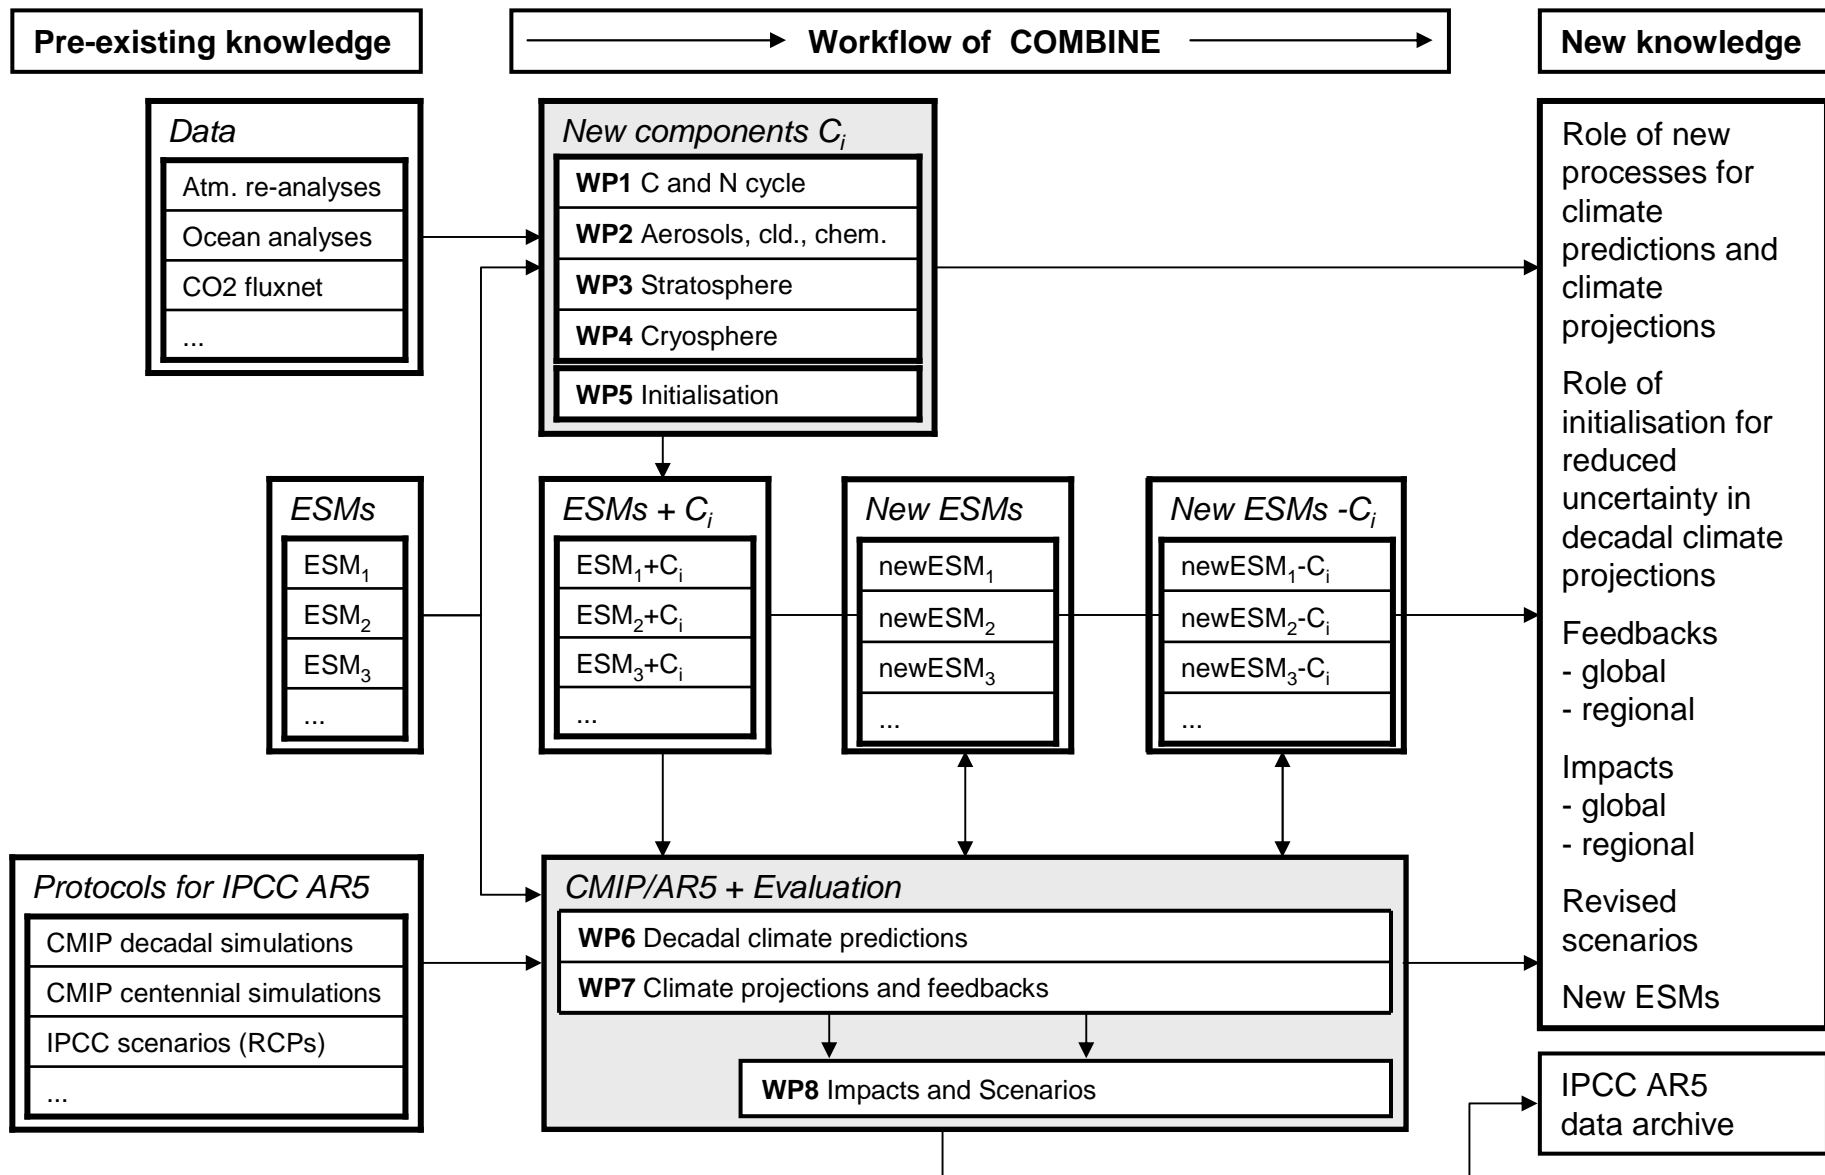 Pre-existing knowledge
Workflow of COMBINE
New knowledge
Data
Atm. re-analyses
Ocean analyses
CO2 fluxnet
...
New components Ci
WP1 C and N cycle
WP2 Aerosols, cld., chem.
WP3 Stratosphere
WP4 Cryosphere
WP5 Initialisation
ESMs
ESM1
ESM2
ESM3
...
ESMs + Ci
ESM1+Ci
ESM2+Ci
ESM3+Ci
...
New ESMs
newESM1
newESM2
newESM3
...
New ESMs -Ci
newESM1-Ci
newESM2-Ci
newESM3-Ci
...
Protocols for IPCC AR5
CMIP decadal simulations
CMIP centennial simulations
IPCC scenarios (RCPs)
...
CMIP/AR5 + Evaluation
WP6 Decadal climate predictions
WP7 Climate projections and feedbacks
WP8 Impacts and Scenarios
Role of new
processes for
climate
predictions and
climate
projections
Role of
initialisation for
reduced
uncertainty in
decadal climate
projections
Feedbacks
- global
- regional
Impacts
- global
- regional
Revised
scenarios
New ESMs
IPCC AR5
data archive